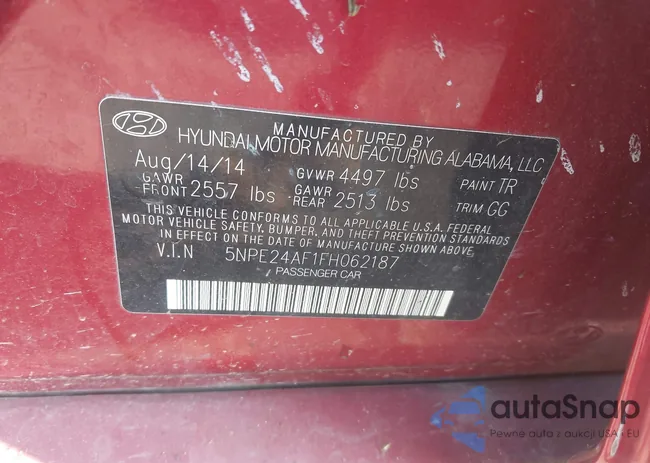 MANUFACTURED BY
HYUNDAI MOTOR MANUFACTURING ALABAMA, LLC
Aug/14/14 GVWR 4497 lbs PAINT TR
GAWR FRONT 2557 lbs GAWR REAR 2513 lbs TRIM GG
THIS VEHICLE CONFORMS TO ALL APPLICABLE U.S.A. FEDERAL
MOTOR VEHICLE SAFETY, BUMPER, AND THEFT PREVENTION STANDARDS
IN EFFECT ON THE DATE OF MANUFACTURE SHOWN ABOVE.
V.I.N 5NPE24AF1FH062187
PASSENGER CAR
autaSnap
Pewne auta z aukcji USA i EU